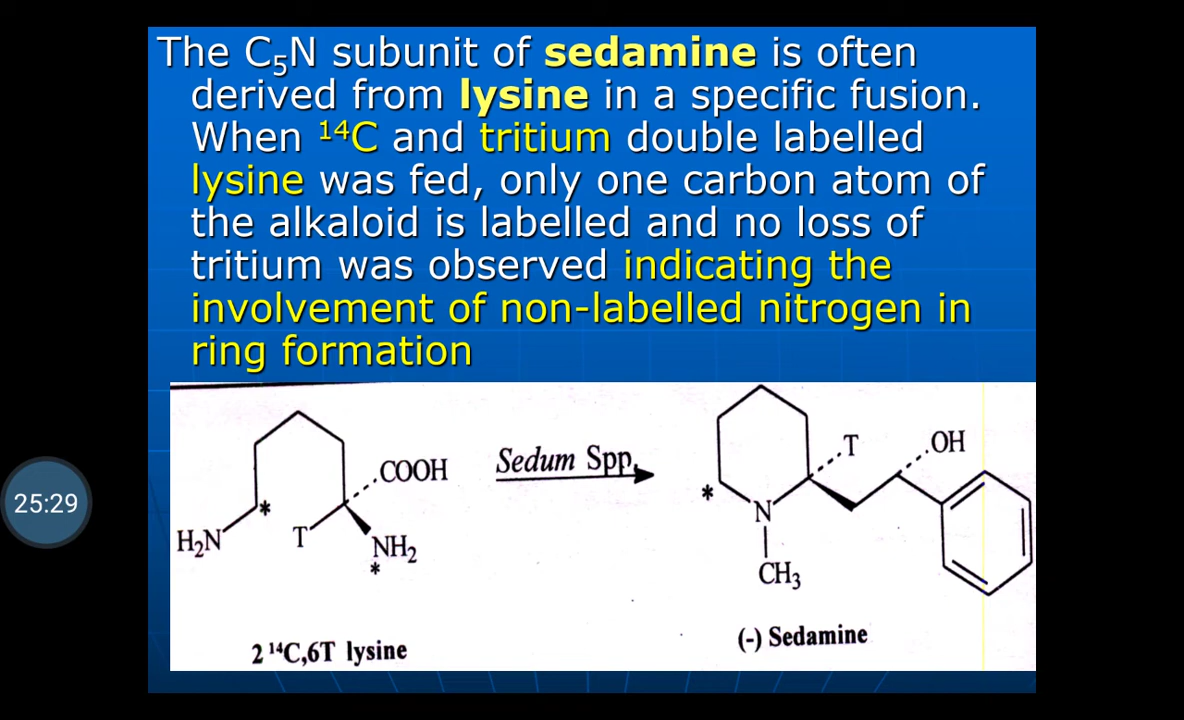 The C₅N subunit of sedamine is often
derived from lysine in a specific fusion.
When ¹⁴C and tritium double labelled
lysine was fed, only one carbon atom of
the alkaloid is labelled and no loss of
tritium was observed indicating the
involvement of non-labelled nitrogen in
ring formation
25:29
COOH
*
H₂N
T
NH₂
*
2 ¹⁴C,6T lysine
Sedum Spp.
T
OH
*
N
CH₃
(-) Sedamine